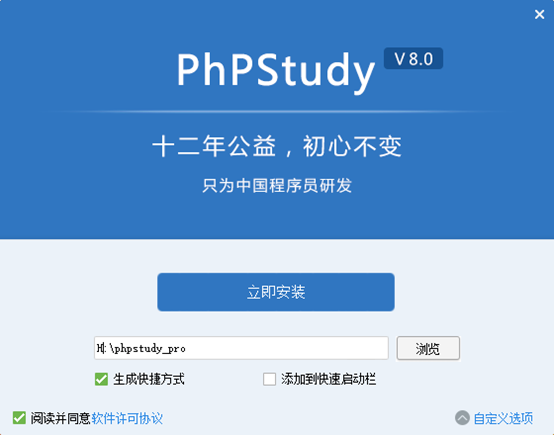 PhPStudy V 8.0
十二年公益，初心不变
只为中国程序员研发
立即安装
H:\phpstudy_pro 浏览
生成快捷方式 添加到快速启动栏
阅读并同意软件许可协议 自定义选项